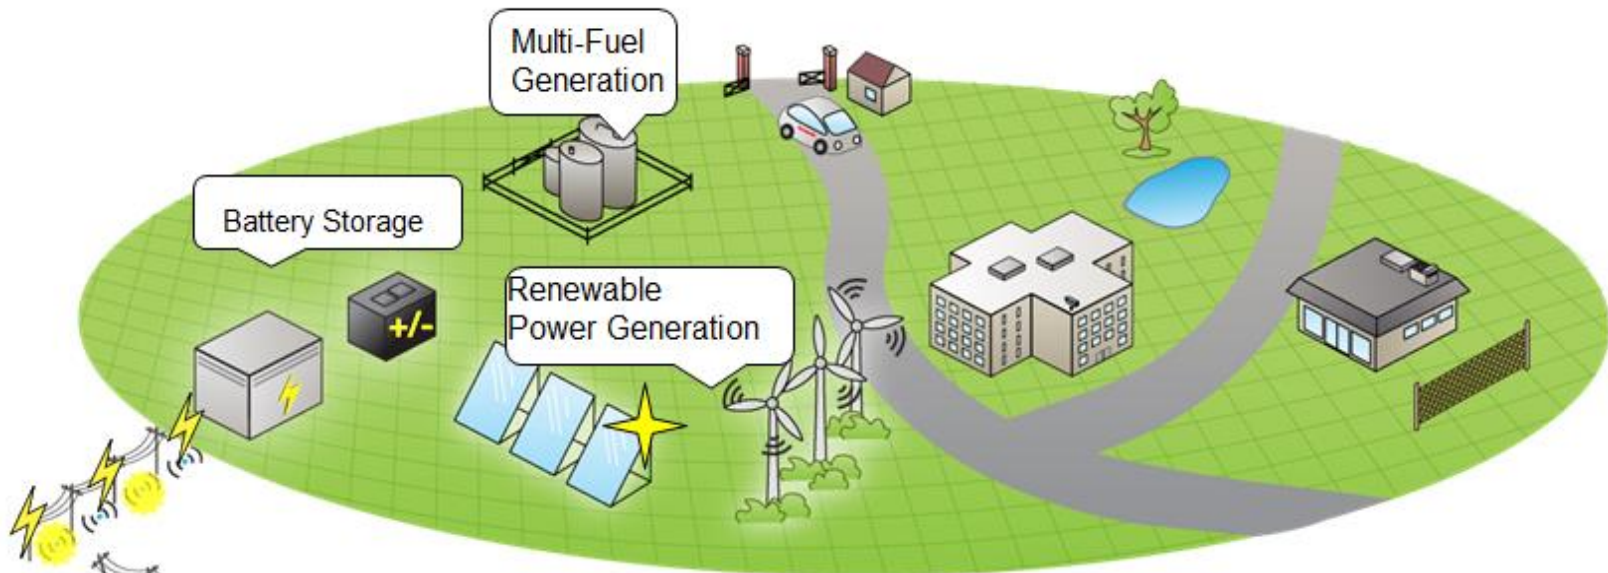 Multi-Fuel
Generation
Battery Storage
Renewable
Power Generation
+/-